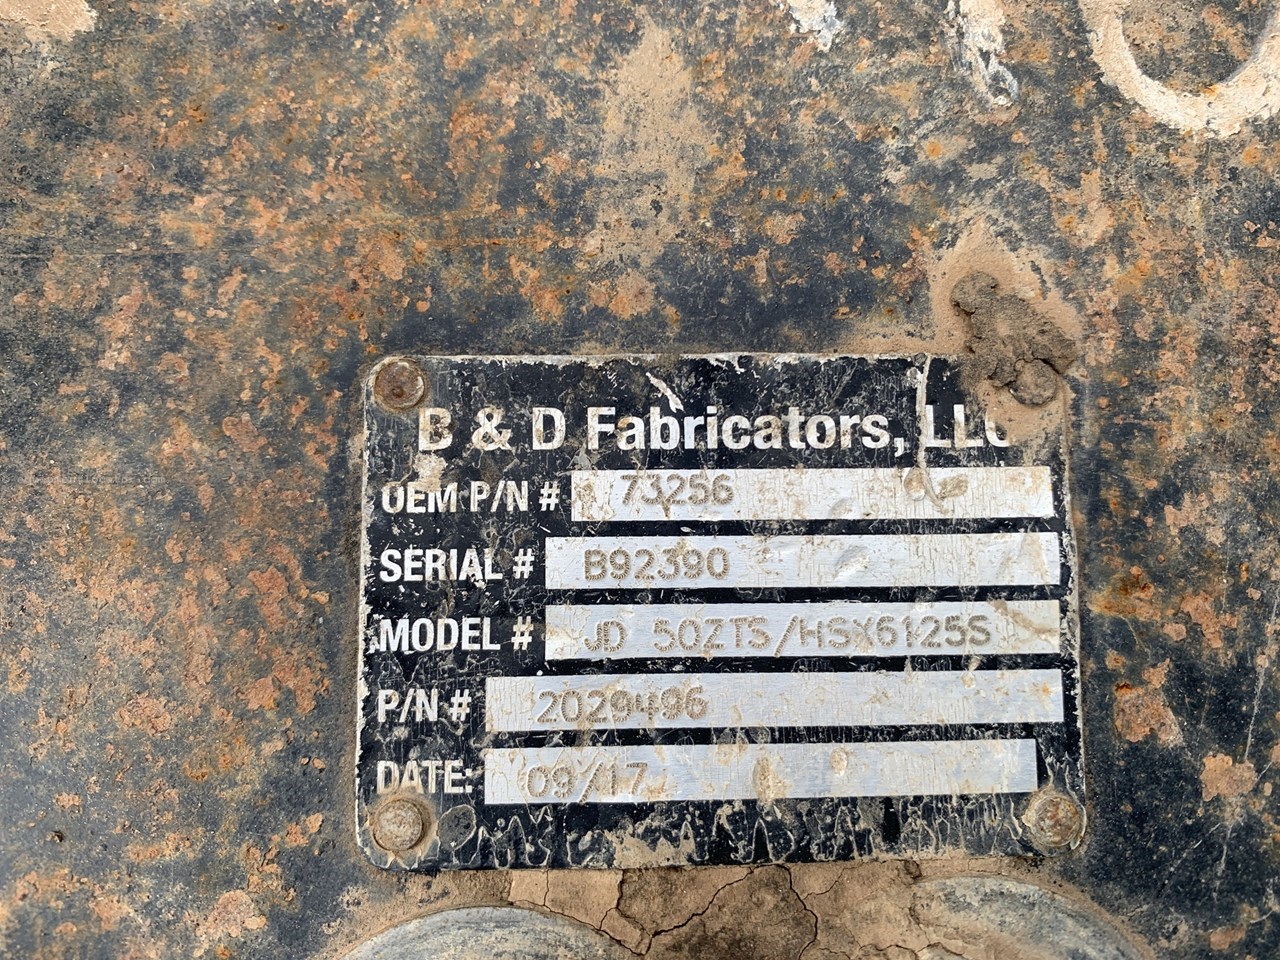 B & D Fabricators, LLC
OEM P/N # 73256
SERIAL # B92390
MODEL # JD 50ZTS/HSX6125S
P/N # 2029496
DATE: 09/17